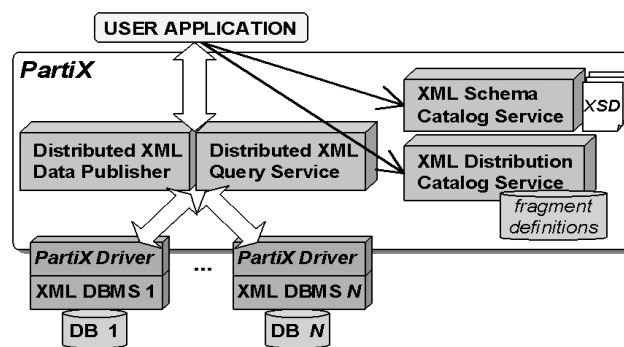 USER APPLICATION
PartiX
XML Schema
Catalog Service
XSD
Distributed XML
Data Publisher
Distributed XML
Query Service
XML Distribution
Catalog Service
fragment
definitions
PartiX Driver
XML DBMS 1
DB 1
...
PartiX Driver
XML DBMS N
DB N